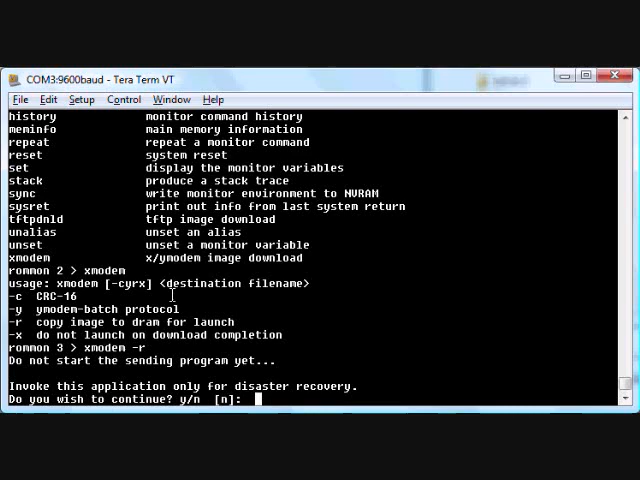 COM3:9600baud - Tera Term VT
File Edit Setup Control Window Help
history monitor command history
meminfo main memory information
repeat repeat a monitor command
reset system reset
set display the monitor variables
stack produce a stack trace
sync write monitor environment to NVRAM
sysret print out info from last system return
tftpdnld tftp image download
unalias unset an alias
unset unset a monitor variable
xmodem x/ymodem image download
rommon 2 > xmodem
usage: xmodem [-cyrx] <destination filename>
-c CRC-16
-y ymodem-batch protocol
-r copy image to dram for launch
-x do not launch on download completion
rommon 3 > xmodem -r
Do not start the sending program yet...
Invoke this application only for disaster recovery.
Do you wish to continue? y/n [n]: